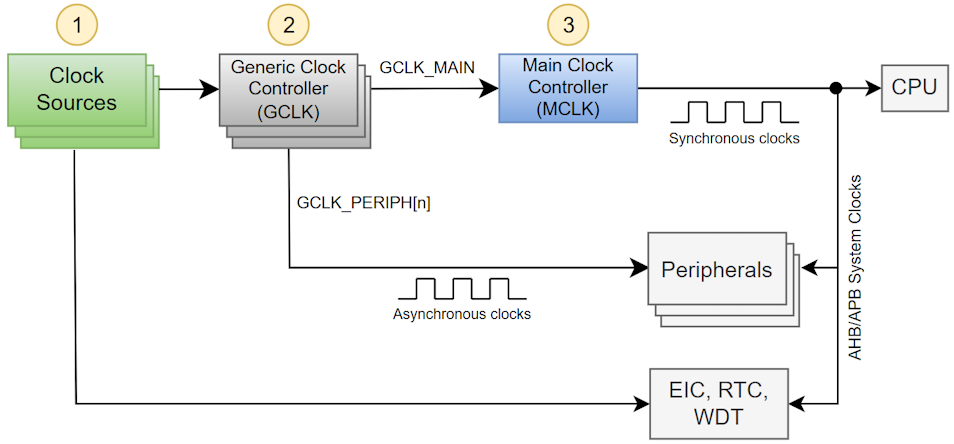 1
2
3
Clock
Sources
Generic Clock
Controller
(GCLK)
GCLK_MAIN
Main Clock
Controller
(MCLK)
CPU
Synchronous clocks
GCLK_PERIPH[n]
AHB/APB System Clocks
Peripherals
Asynchronous clocks
EIC, RTC,
WDT